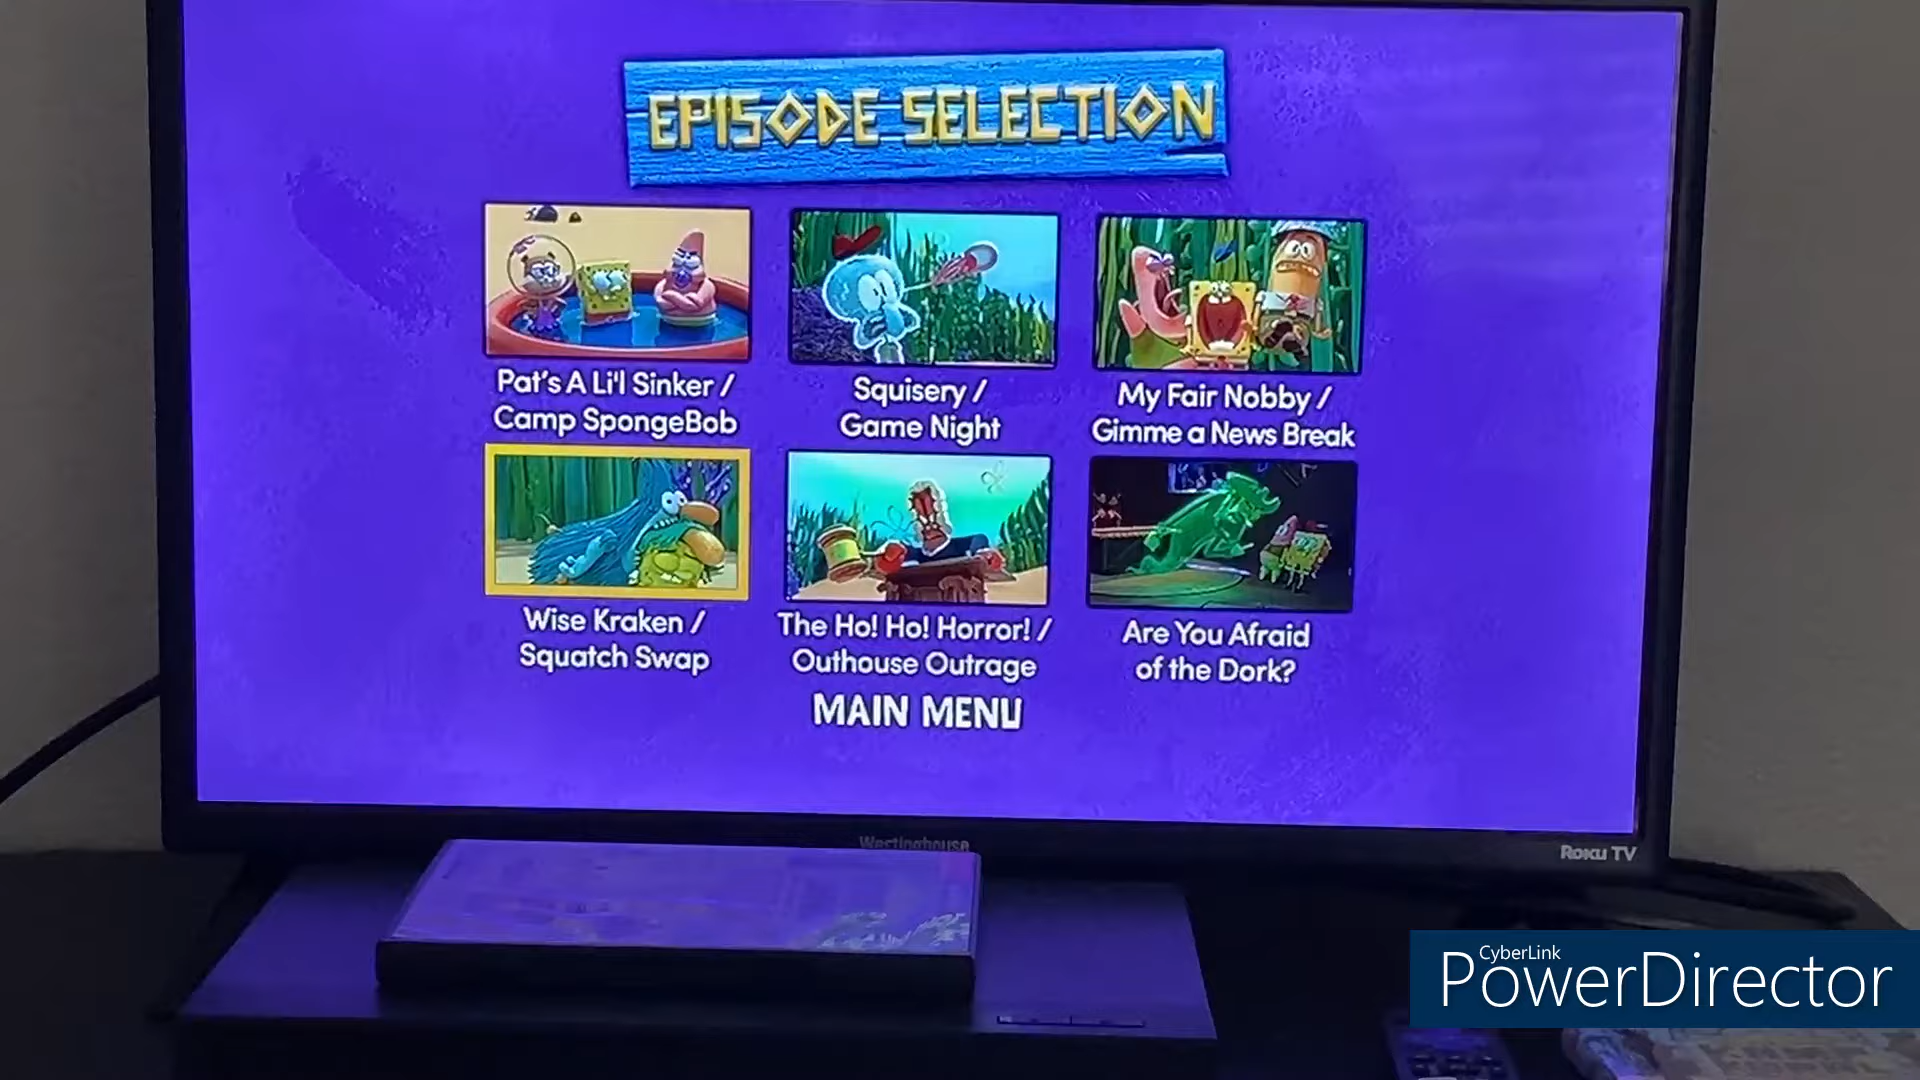 EPISODE SELECTION
Pat's A Li'l Sinker /
Camp SpongeBob
Squisery /
Game Night
My Fair Nobby /
Gimme a News Break
Wise Kraken /
Squatch Swap
The Ho! Ho! Horror! /
Outhouse Outrage
Are You Afraid
of the Dork?
MAIN MENU
Westinghouse
Roku TV
CyberLink
PowerDirector